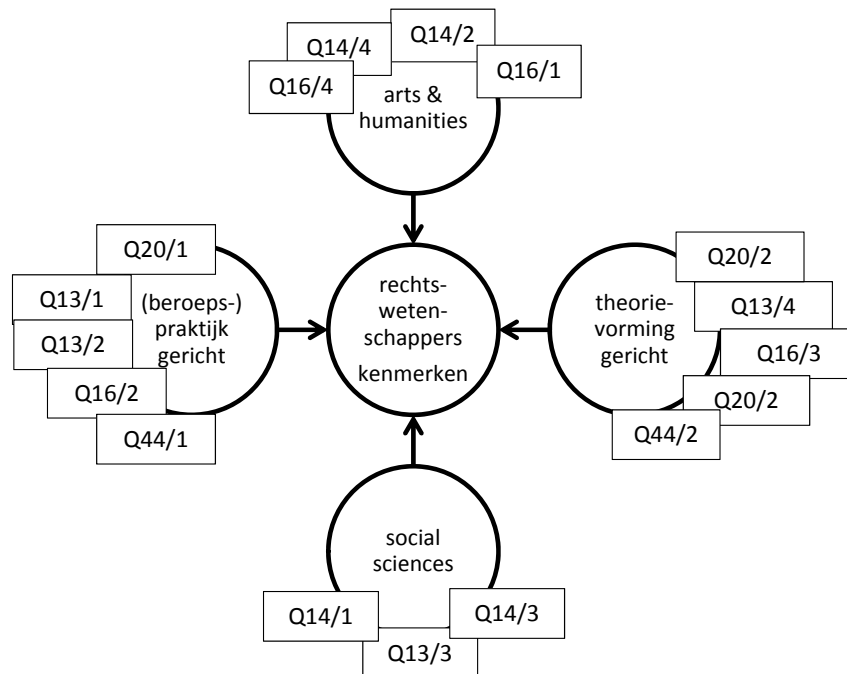 Q14/2
Q14/4
Q16/1
Q16/4
arts &
humanities
Q20/1
Q13/1
Q13/2
Q16/2
Q44/1
(beroeps-)
praktijk
gericht
rechts-
weten-
schappers
kenmerken
theorie-
vorming
gericht
Q20/2
Q13/4
Q16/3
Q20/2
Q44/2
social
sciences
Q14/1
Q14/3
Q13/3